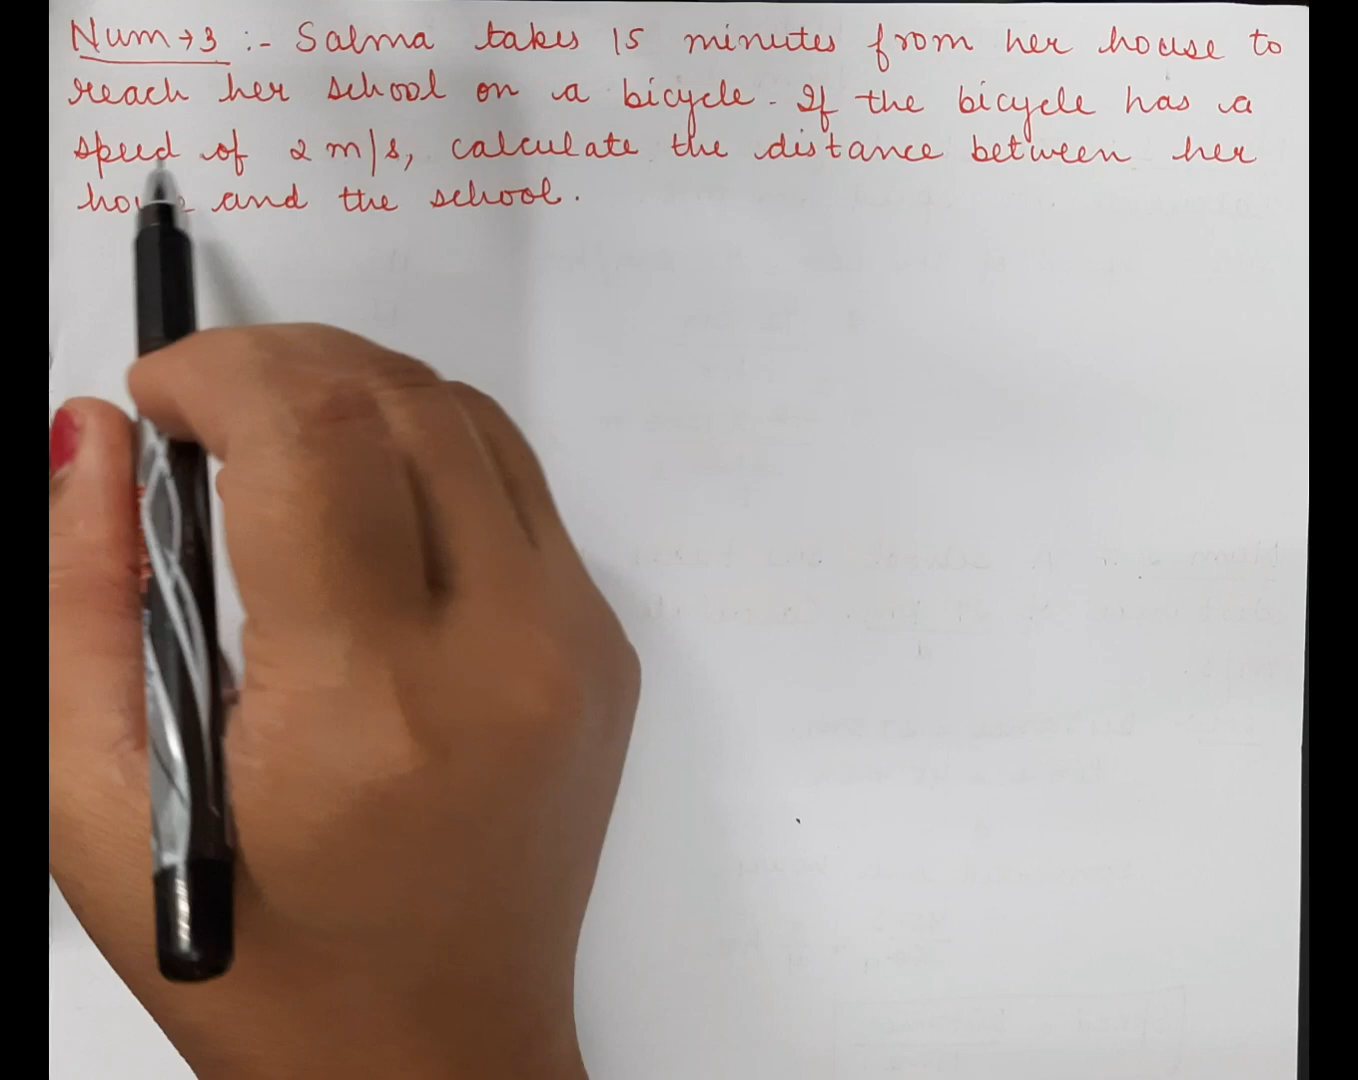 Num→3 :- Salma takes 15 minutes from her house to
reach her school on a bicycle. If the bicycle has a
speed of 2 m/s, calculate the distance between her
and the school.